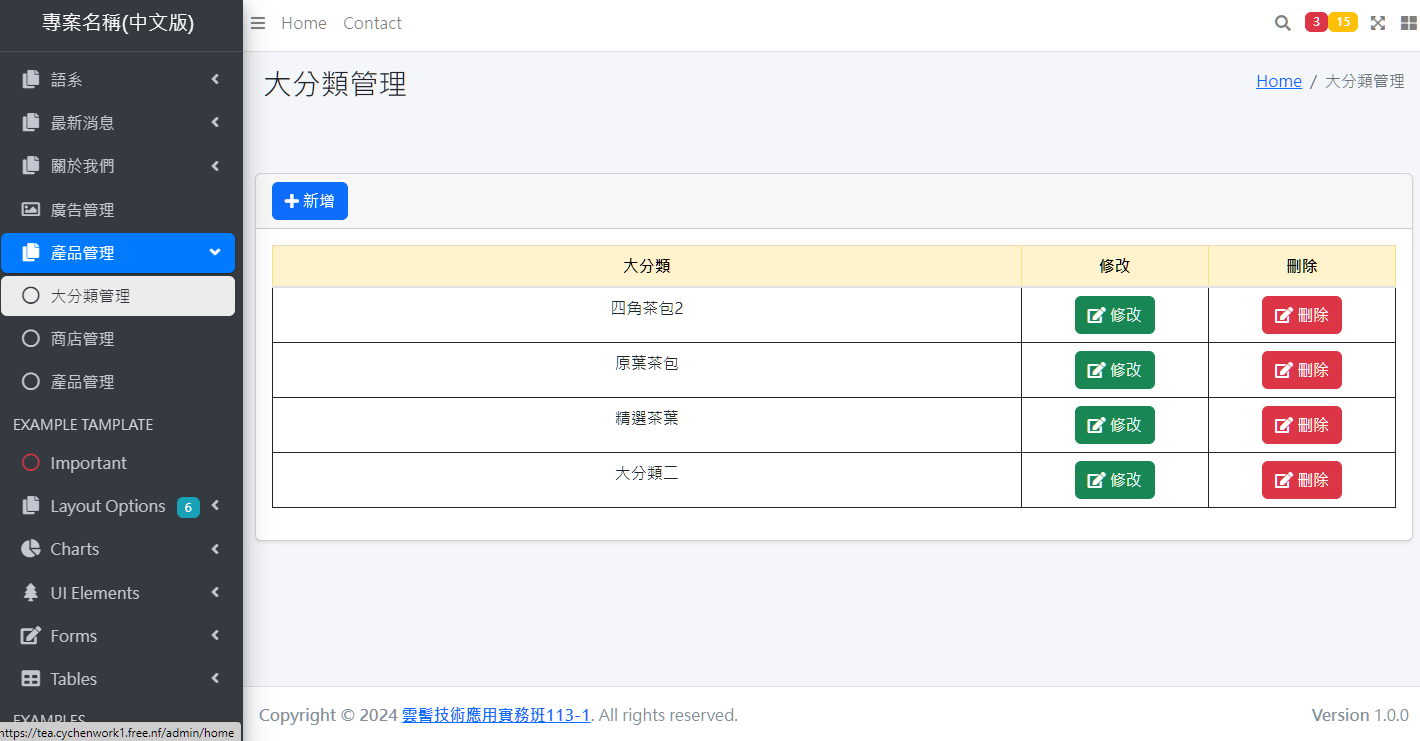 專案名稱(中文版)
Home Contact
3 15
語系
最新消息
關於我們
廣告管理
產品管理
大分類管理
商店管理
產品管理
EXAMPLE TAMPLATE
Important
Layout Options 6
Charts
UI Elements
Forms
Tables
EXAMPLES
https://tea.cychenwork1.free.nf/admin/home
大分類管理
Home / 大分類管理
新增
大分類 修改 刪除
四角茶包2 修改 刪除
原葉茶包 修改 刪除
精選茶葉 修改 刪除
大分類二 修改 刪除
Copyright © 2024 雲端技術應用實務班113-1. All rights reserved.
Version 1.0.0